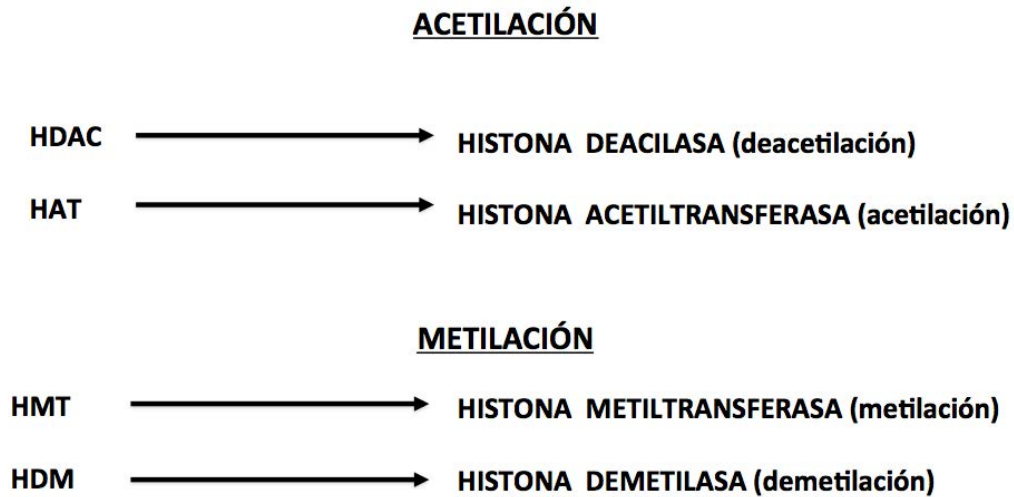 ACETILACIÓN
HDAC HISTONA DEACILASA (deacetilación)
HAT HISTONA ACETILTRANSFERASA (acetilación)
METILACIÓN
HMT HISTONA METILTRANSFERASA (metilación)
HDM HISTONA DEMETILASA (demetilación)